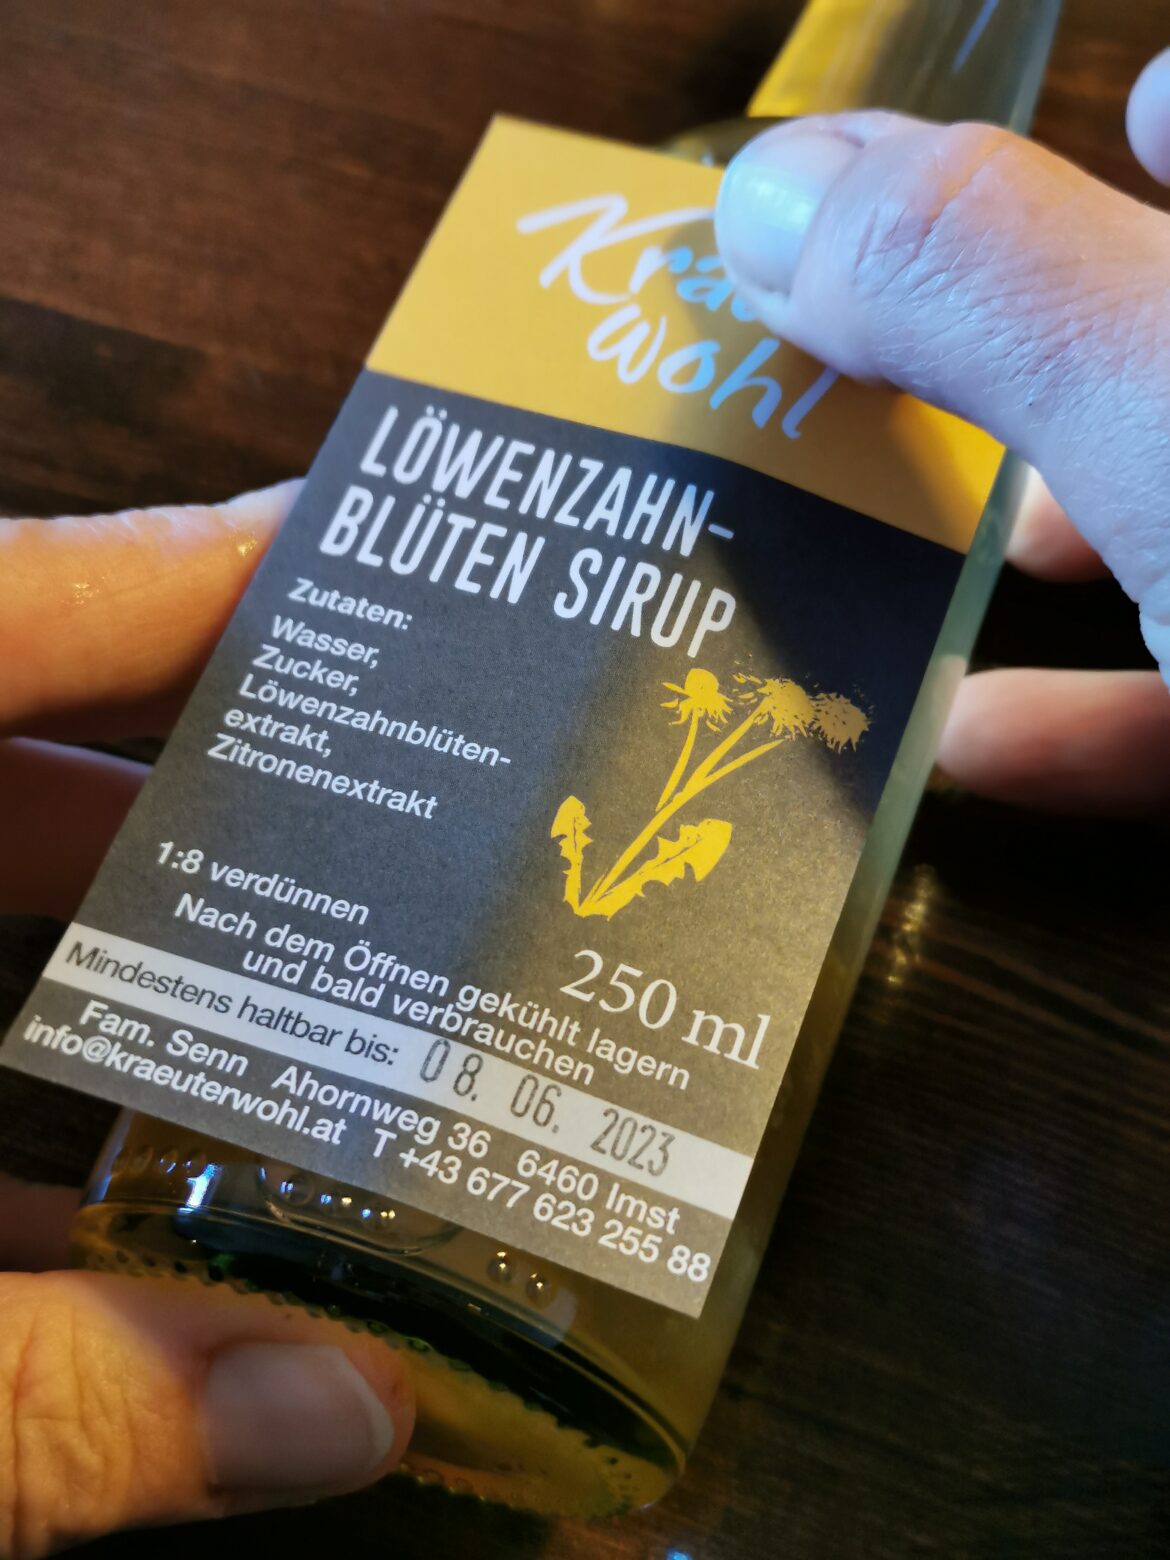 wohl
LÖWENZAHN-
BLÜTEN SIRUP
Zutaten:
Wasser,
Zucker,
Löwenzahnblüten-
extrakt,
Zitronenextrakt
1:8 verdünnen
250 ml
Nach dem Öffnen gekühlt lagern
und bald verbrauchen
Mindestens haltbar bis: 08. 06. 2023
Fam. Senn Ahornweg 36 6460 Imst
info@kraeuterwohl.at T +43 677 623 255 88